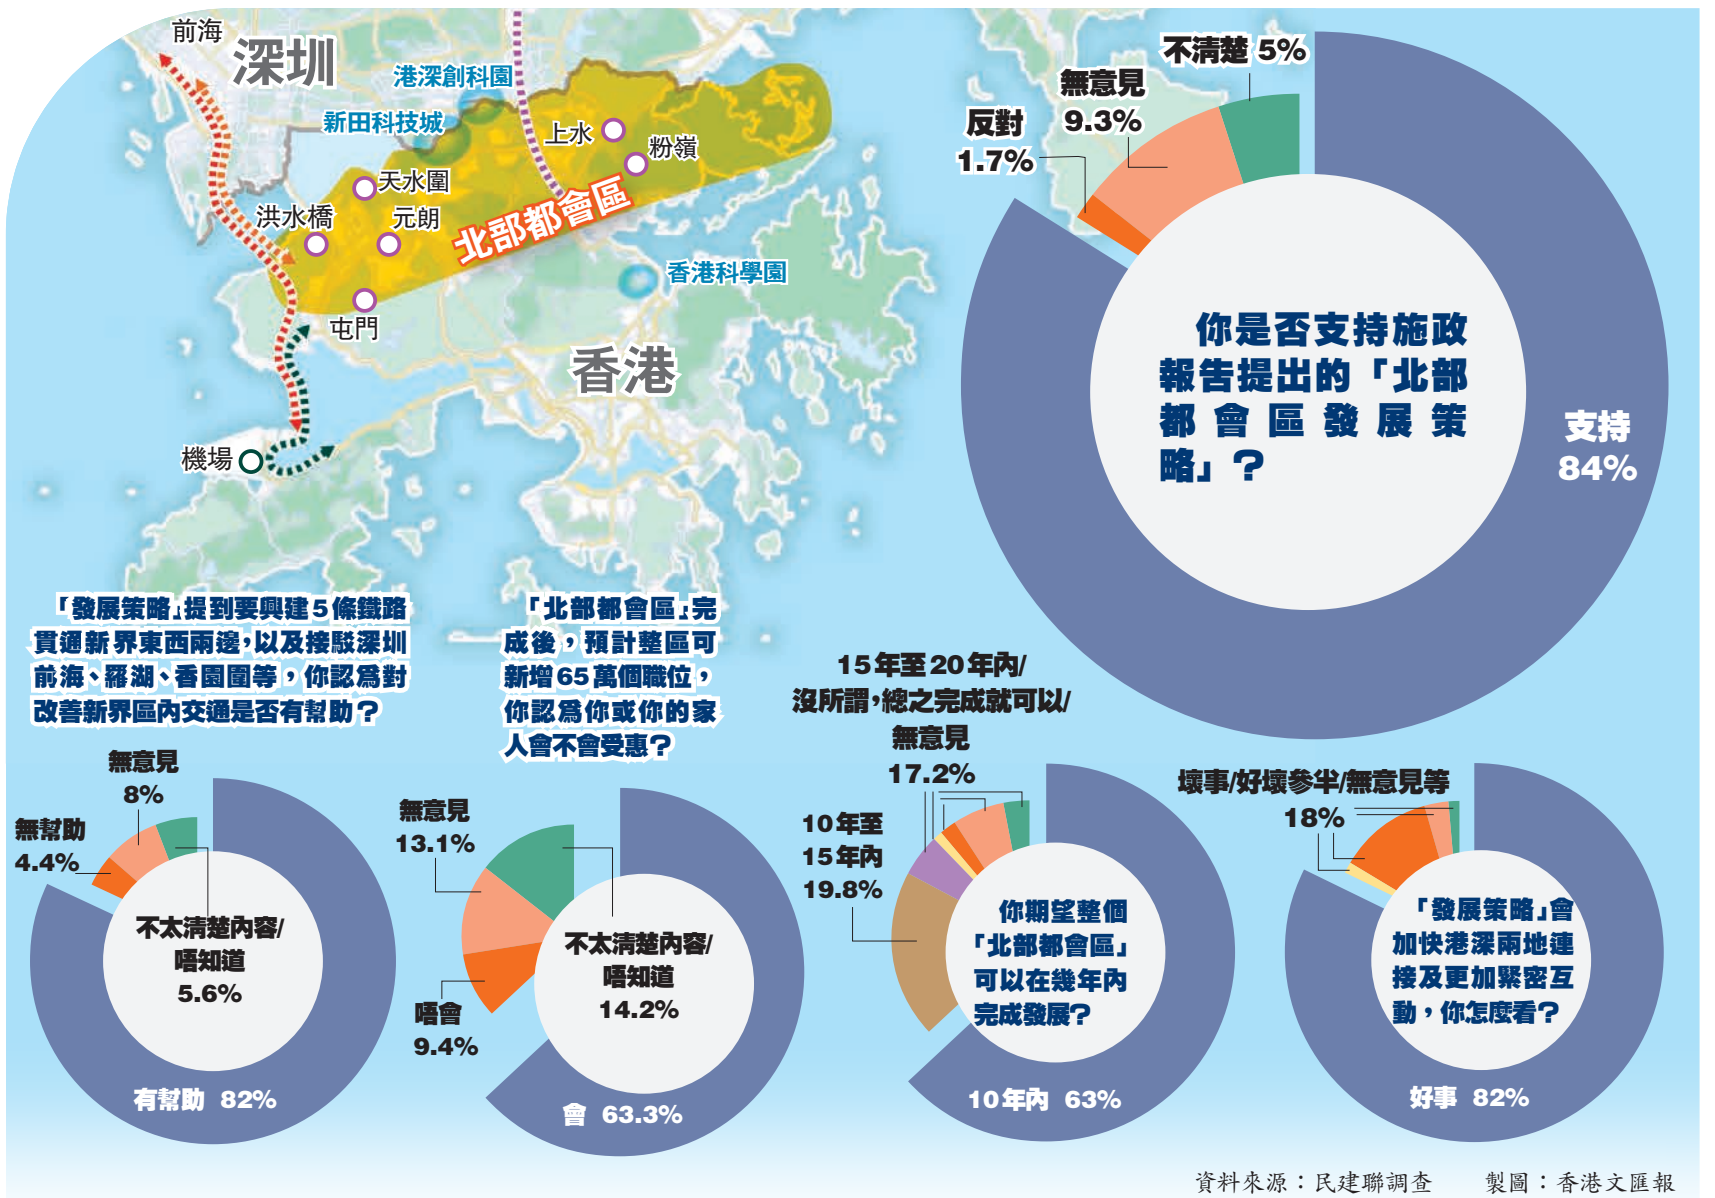 前海
深圳
港深創科園
新田科技城
上水
粉嶺
天水圍
洪水橋
元朗
北部都會區
香港科學園
屯門
香港
機場
不清楚 5%
無意見
9.3%
反對
1.7%
你是否支持施政
報告提出的「北部
都會區發展策
略」？
支持
84%
「發展策略」提到要興建5條鐵路
貫通新界東西兩邊，以及接駁深圳
前海、羅湖、香園圍等，你認為對
改善新界區內交通是否有幫助？
無意見
8%
無幫助
4.4%
不太清楚內容/
唔知道
5.6%
有幫助 82%
「北部都會區」完
成後，預計整區可
新增65萬個職位，
你認為你或你的家
人會不會受惠？
無意見
13.1%
不太清楚內容/
唔知道
14.2%
唔會
9.4%
會 63.3%
15年至20年內/
沒所謂，總之完成就可以/
無意見
17.2%
10年至
15年內
19.8%
你期望整個
「北部都會區」
可以在幾年內
完成發展？
10年內 63%
壞事/好壞參半/無意見等
18%
「發展策略」會
加快港深兩地連
接及更加緊密互
動，你怎麼看？
好事 82%
資料來源：民建聯調查 製圖：香港文匯報